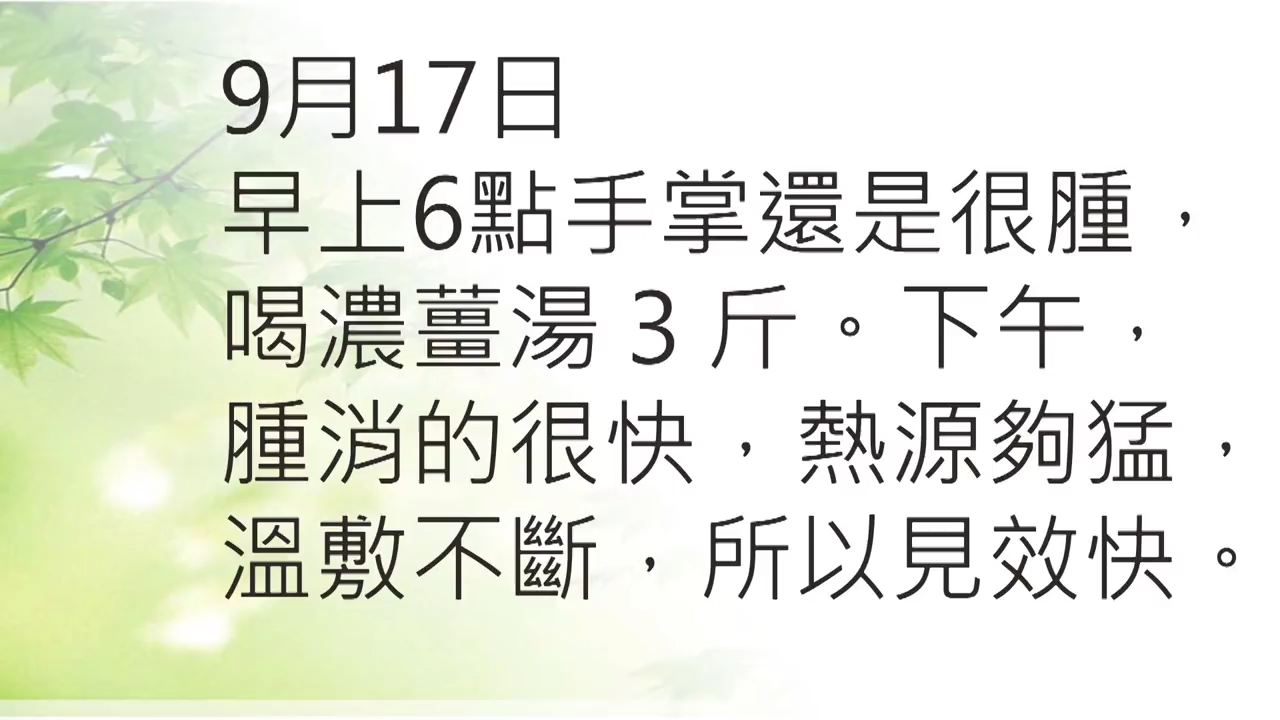 9月17日
早上6點手掌還是很腫，
喝濃薑湯 3 斤。下午，
腫消的很快，熱源夠猛，
溫敷不斷，所以見效快。